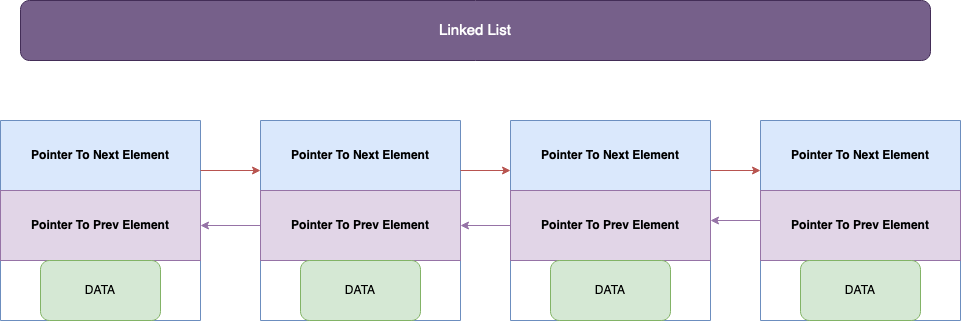 Linked List
Pointer To Next Element
Pointer To Next Element
Pointer To Next Element
Pointer To Next Element
Pointer To Prev Element
Pointer To Prev Element
Pointer To Prev Element
Pointer To Prev Element
DATA
DATA
DATA
DATA